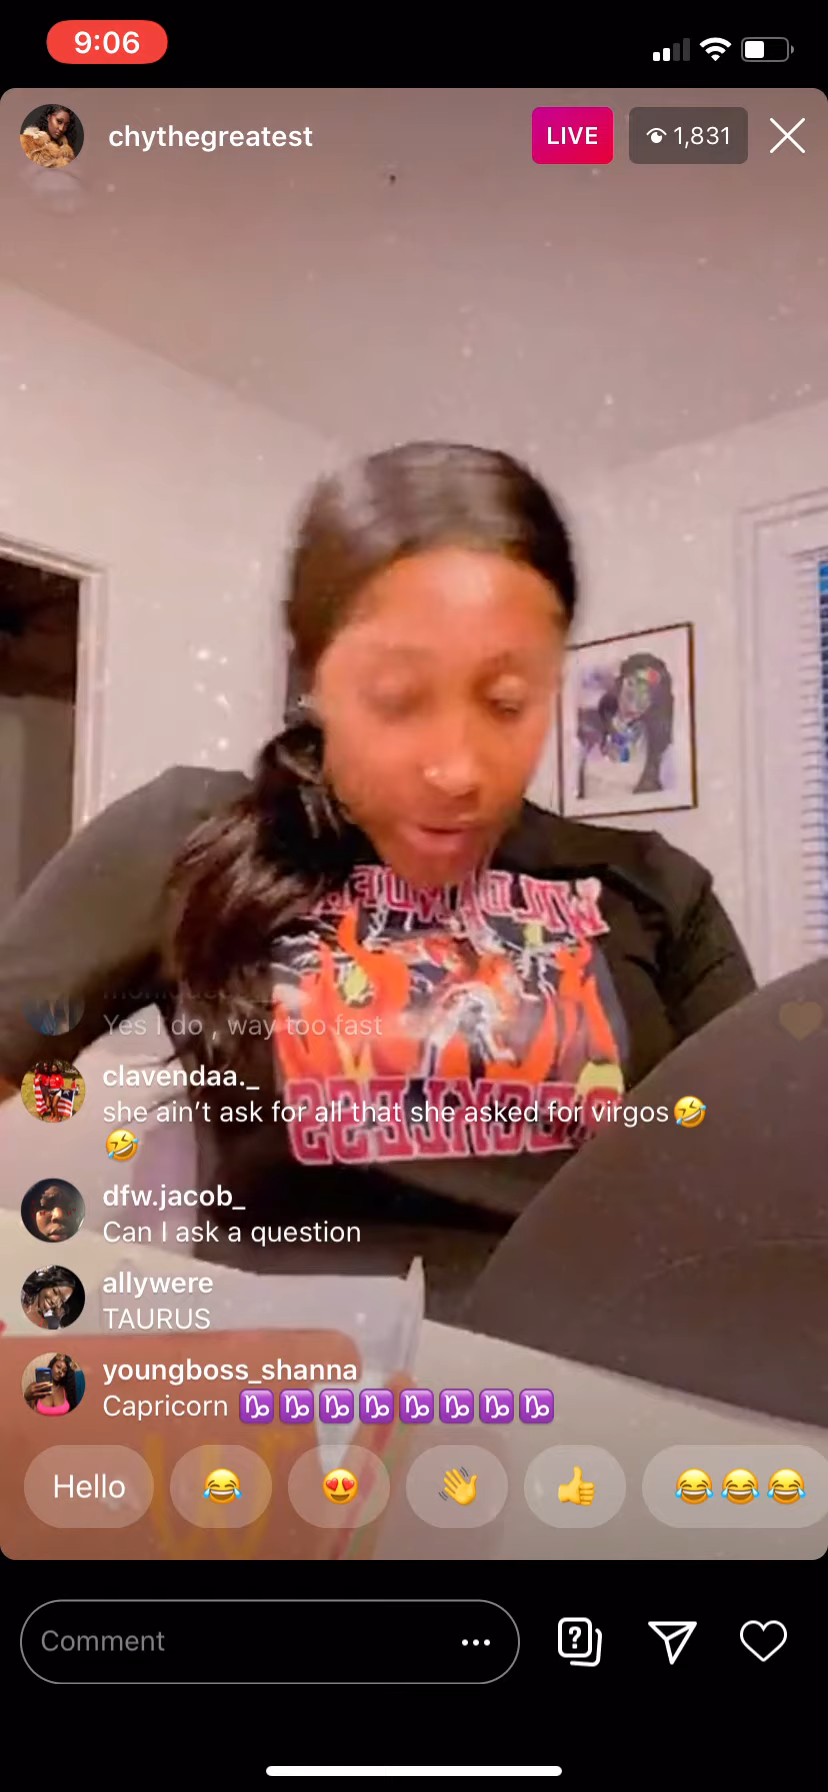 9:06
chythegreatest
LIVE
1,831
Yes I do , way too fast
clavendaa._
she ain’t ask for all that she asked for virgos🤣
🤣
dfw.jacob_
Can I ask a question
allywere
TAURUS
youngboss_shanna
Capricorn ♑♑♑♑♑♑♑♑
Hello 😂 😍 👋 👍 😂😂😂
Comment